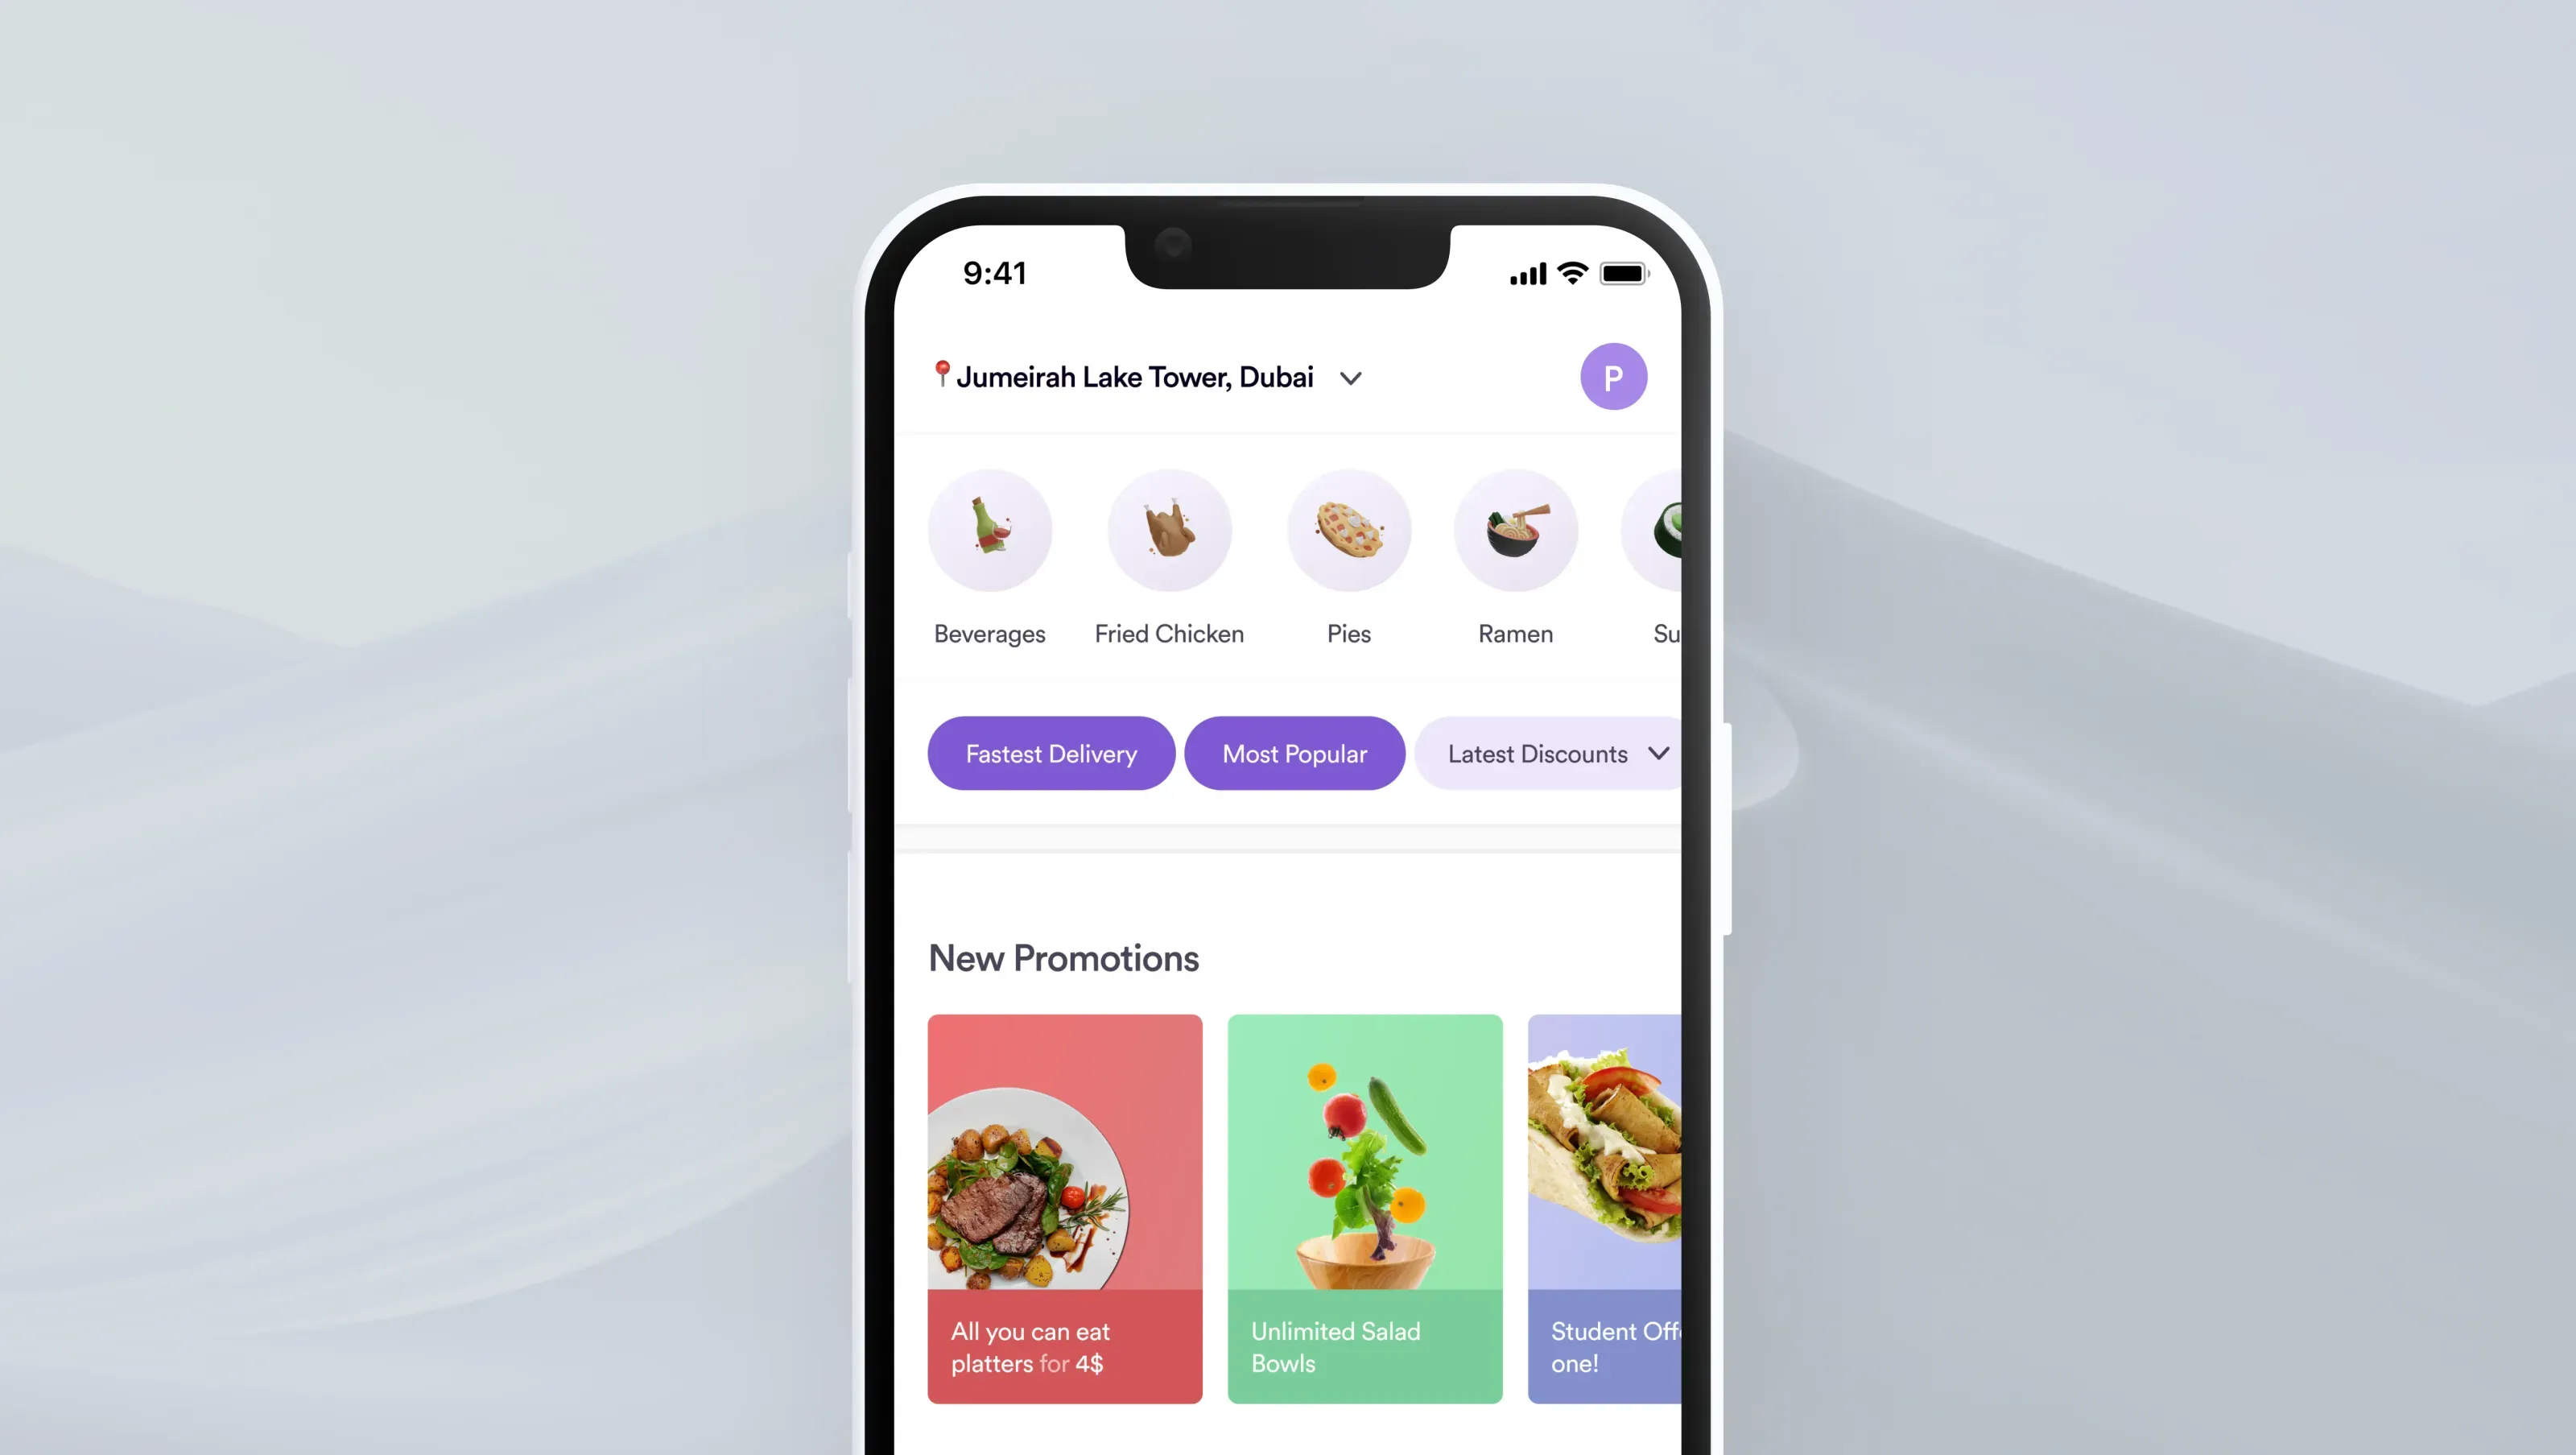 9:41
Jumeirah Lake Tower, Dubai
P
Beverages
Fried Chicken
Pies
Ramen
Su
Fastest Delivery
Most Popular
Latest Discounts
New Promotions
All you can eat
platters for 4$
Unlimited Salad
Bowls
Student Off
one!